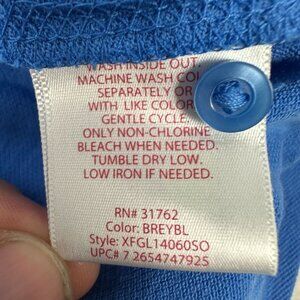 WASH INSIDE OUT.
MACHINE WASH COL
SEPARATELY OR
WITH LIKE COLOR
GENTLE CYCLE.
ONLY NON-CHLORINE
BLEACH WHEN NEEDED.
TUMBLE DRY LOW.
LOW IRON IF NEEDED.
RN# 31762
Color: BREYBL
Style: XFGL14060SO
UPC# 7 2654747925